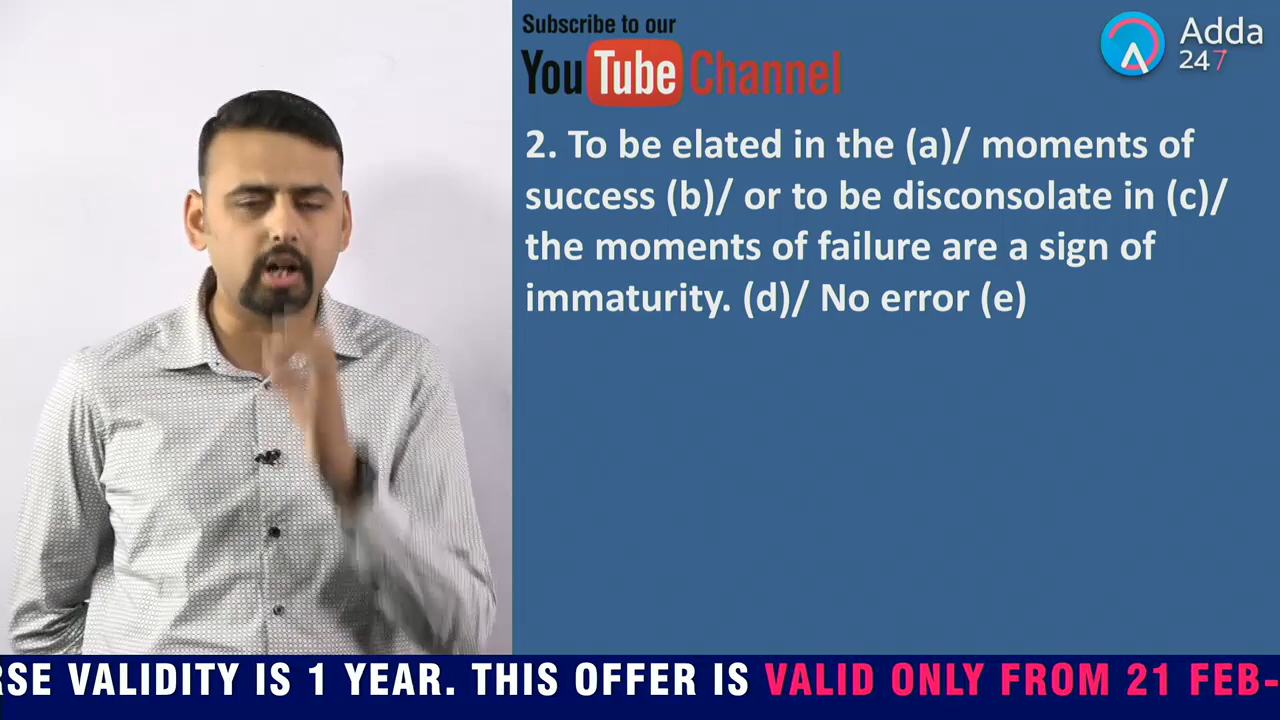 Subscribe to our
YouTube Channel
Adda
247
2. To be elated in the (a)/ moments of
success (b)/ or to be disconsolate in (c)/
the moments of failure are a sign of
immaturity. (d)/ No error (e)
RSE VALIDITY IS 1 YEAR. THIS OFFER IS VALID ONLY FROM 21 FEB-